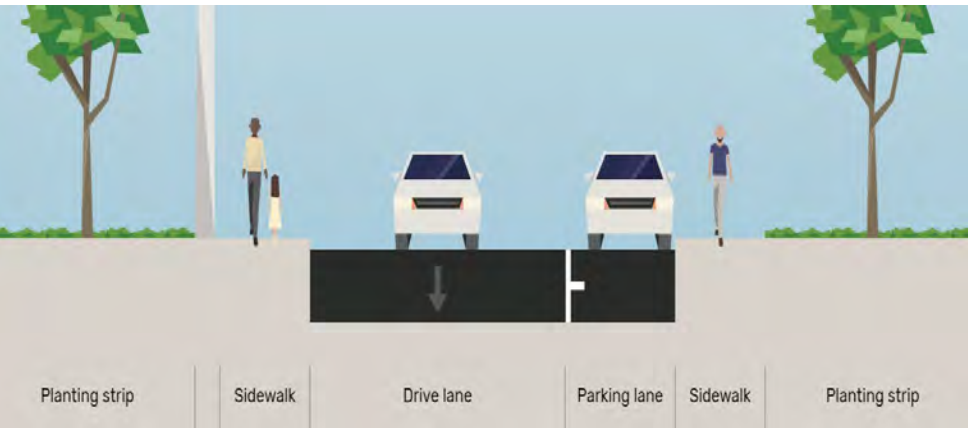 Planting strip
Sidewalk
Drive lane
Parking lane
Sidewalk
Planting strip